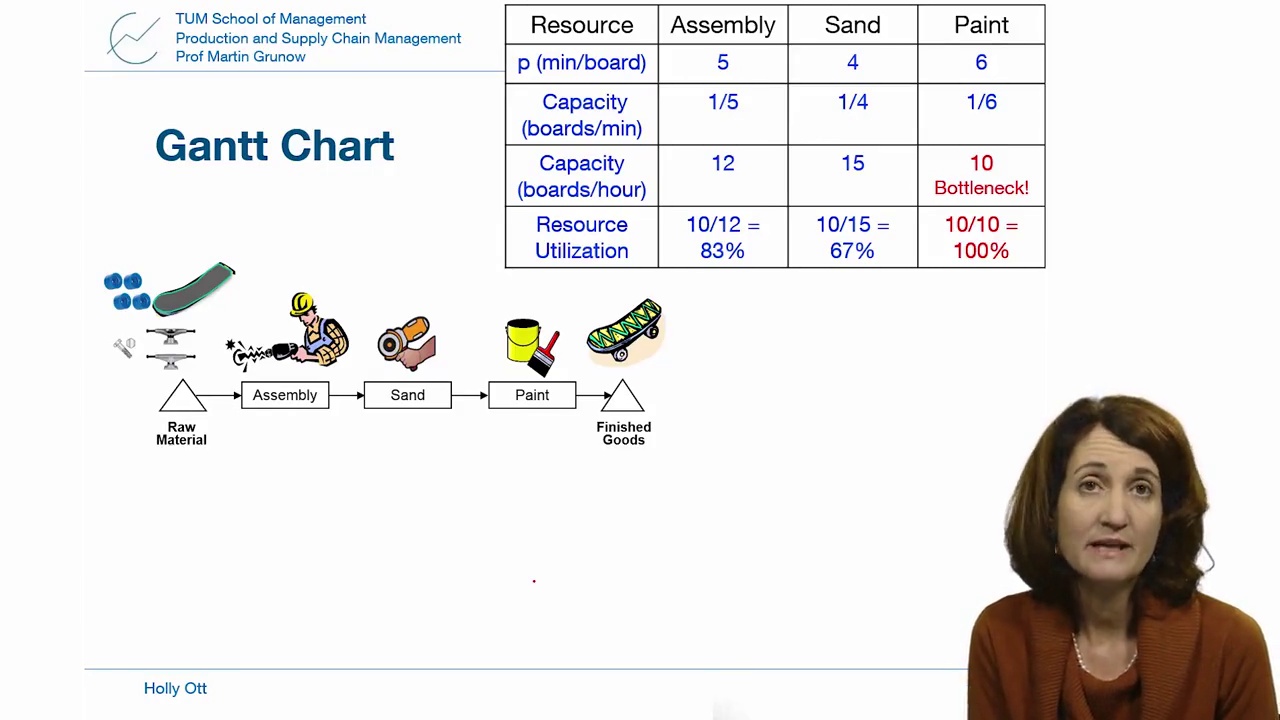 TUM School of Management
Production and Supply Chain Management
Prof Martin Grunow
Gantt Chart
Resource Assembly Sand Paint
p (min/board) 5 4 6
Capacity 1/5 1/4 1/6
(boards/min)
Capacity 12 15 10
(boards/hour) Bottleneck!
Resource 10/12 = 10/15 = 10/10 =
Utilization 83% 67% 100%
Assembly Sand Paint
Raw Finished
Material Goods
Holly Ott